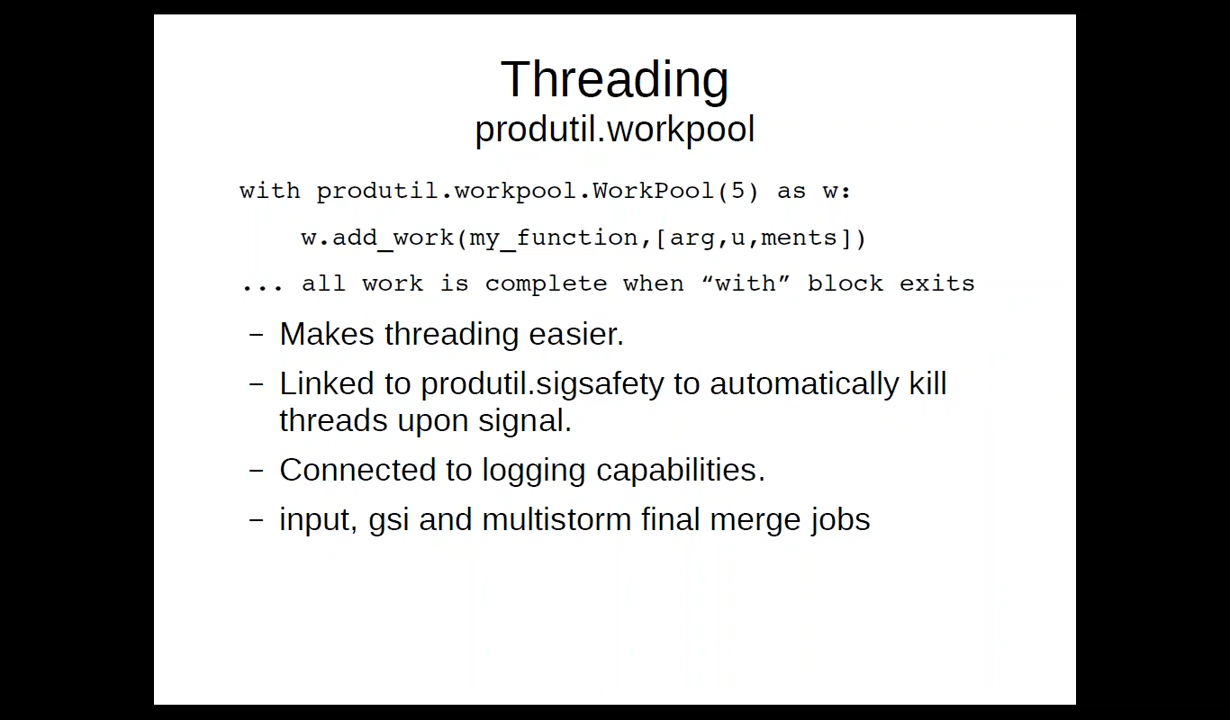 Threading
produtil.workpool
with produtil.workpool.WorkPool(5) as w:
w.add_work(my_function,[arg,u,ments])
... all work is complete when “with” block exits
– Makes threading easier.
– Linked to produtil.sigsafety to automatically kill
threads upon signal.
– Connected to logging capabilities.
– input, gsi and multistorm final merge jobs